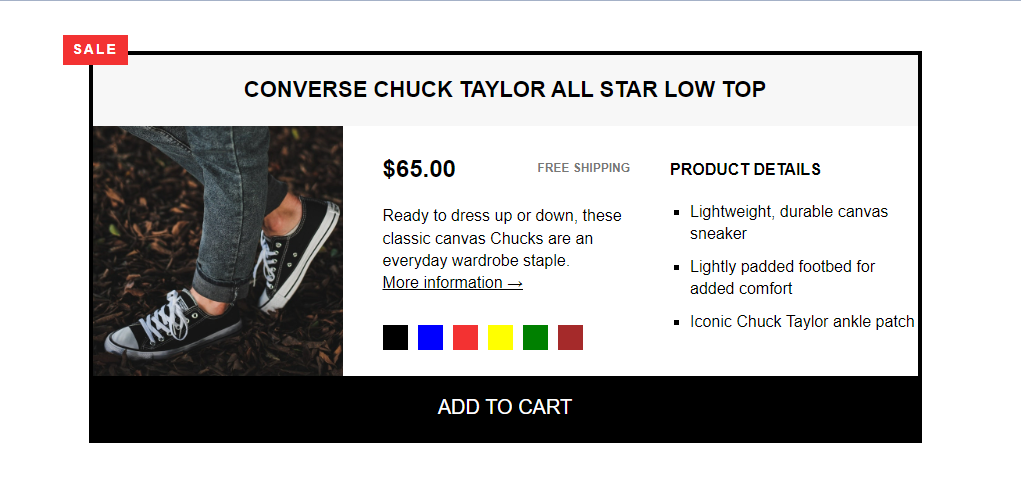 SALE
CONVERSE CHUCK TAYLOR ALL STAR LOW TOP
$65.00
FREE SHIPPING
Ready to dress up or down, these
classic canvas Chucks are an
everyday wardrobe staple.
More information →
PRODUCT DETAILS
Lightweight, durable canvas
sneaker
Lightly padded footbed for
added comfort
Iconic Chuck Taylor ankle patch
ADD TO CART